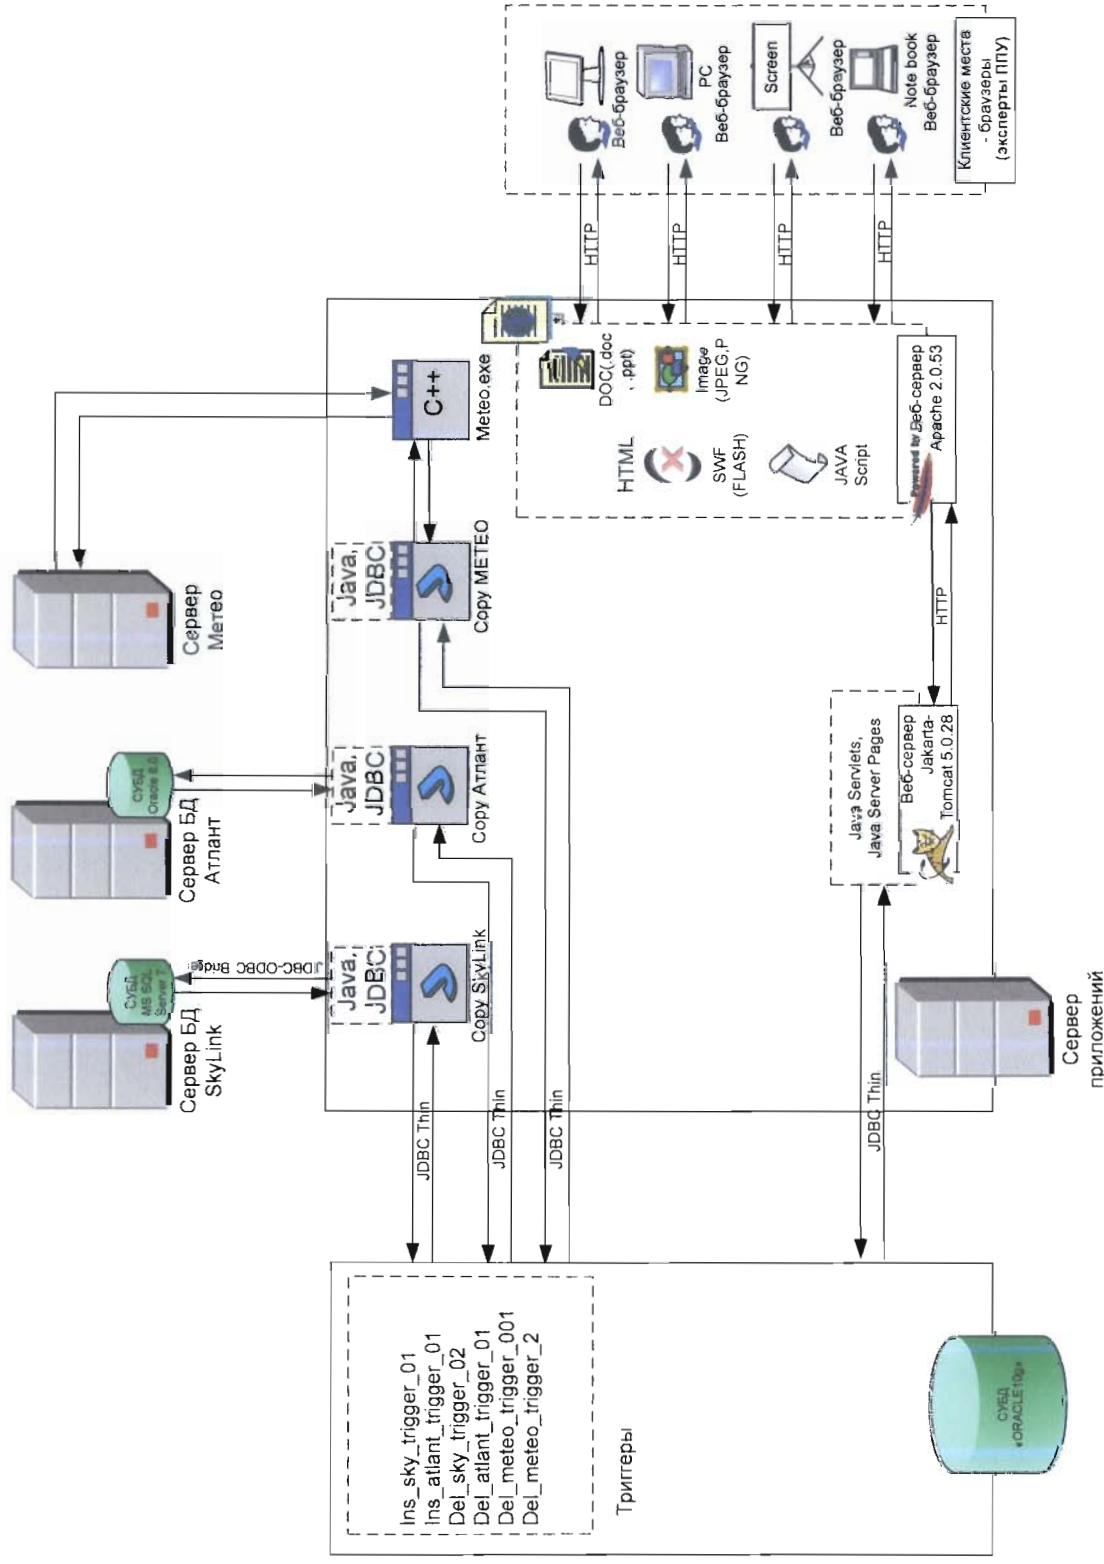 Сервер БД
SkyLink
СУБД
MS SQL
Server 7
JDBC-ODBC Bridge
Сервер БД
Атлант
СУБД
Oracle 8.0
Сервер
Метео
Java,
JDBC
Copy SkyLink
Java,
JDBC
Copy Атлант
Java,
JDBC
Copy METEO
C++
Meteo.exe
JDBC Thin
JDBC Thin
JDBC Thin
JDBC Thin
Ins_sky_trigger_01
Ins_atlant_trigger_01
Del_sky_trigger_02
Del_atlant_trigger_01
Del_meteo_trigger_001
Del_meteo_trigger_2
Триггеры
СУБД
«ORACLE10g»
Сервер
приложений
Java Servlets,
Java Server Pages
Веб-сервер
Jakarta-
Tomcat 5.0.28
HTTP
HTML
SWF
(FLASH)
JAVA
Script
DOC(.doc
,.ppt)
Image
(JPEG,P
NG)
Powered by
Веб-сервер
Apache 2.0.53
HTTP
HTTP
HTTP
HTTP
Веб-браузер
PC
Веб-браузер
Screen
Веб-браузер
Note book
Веб-браузер
Клиентские места
- браузеры
(эксперты ППУ)